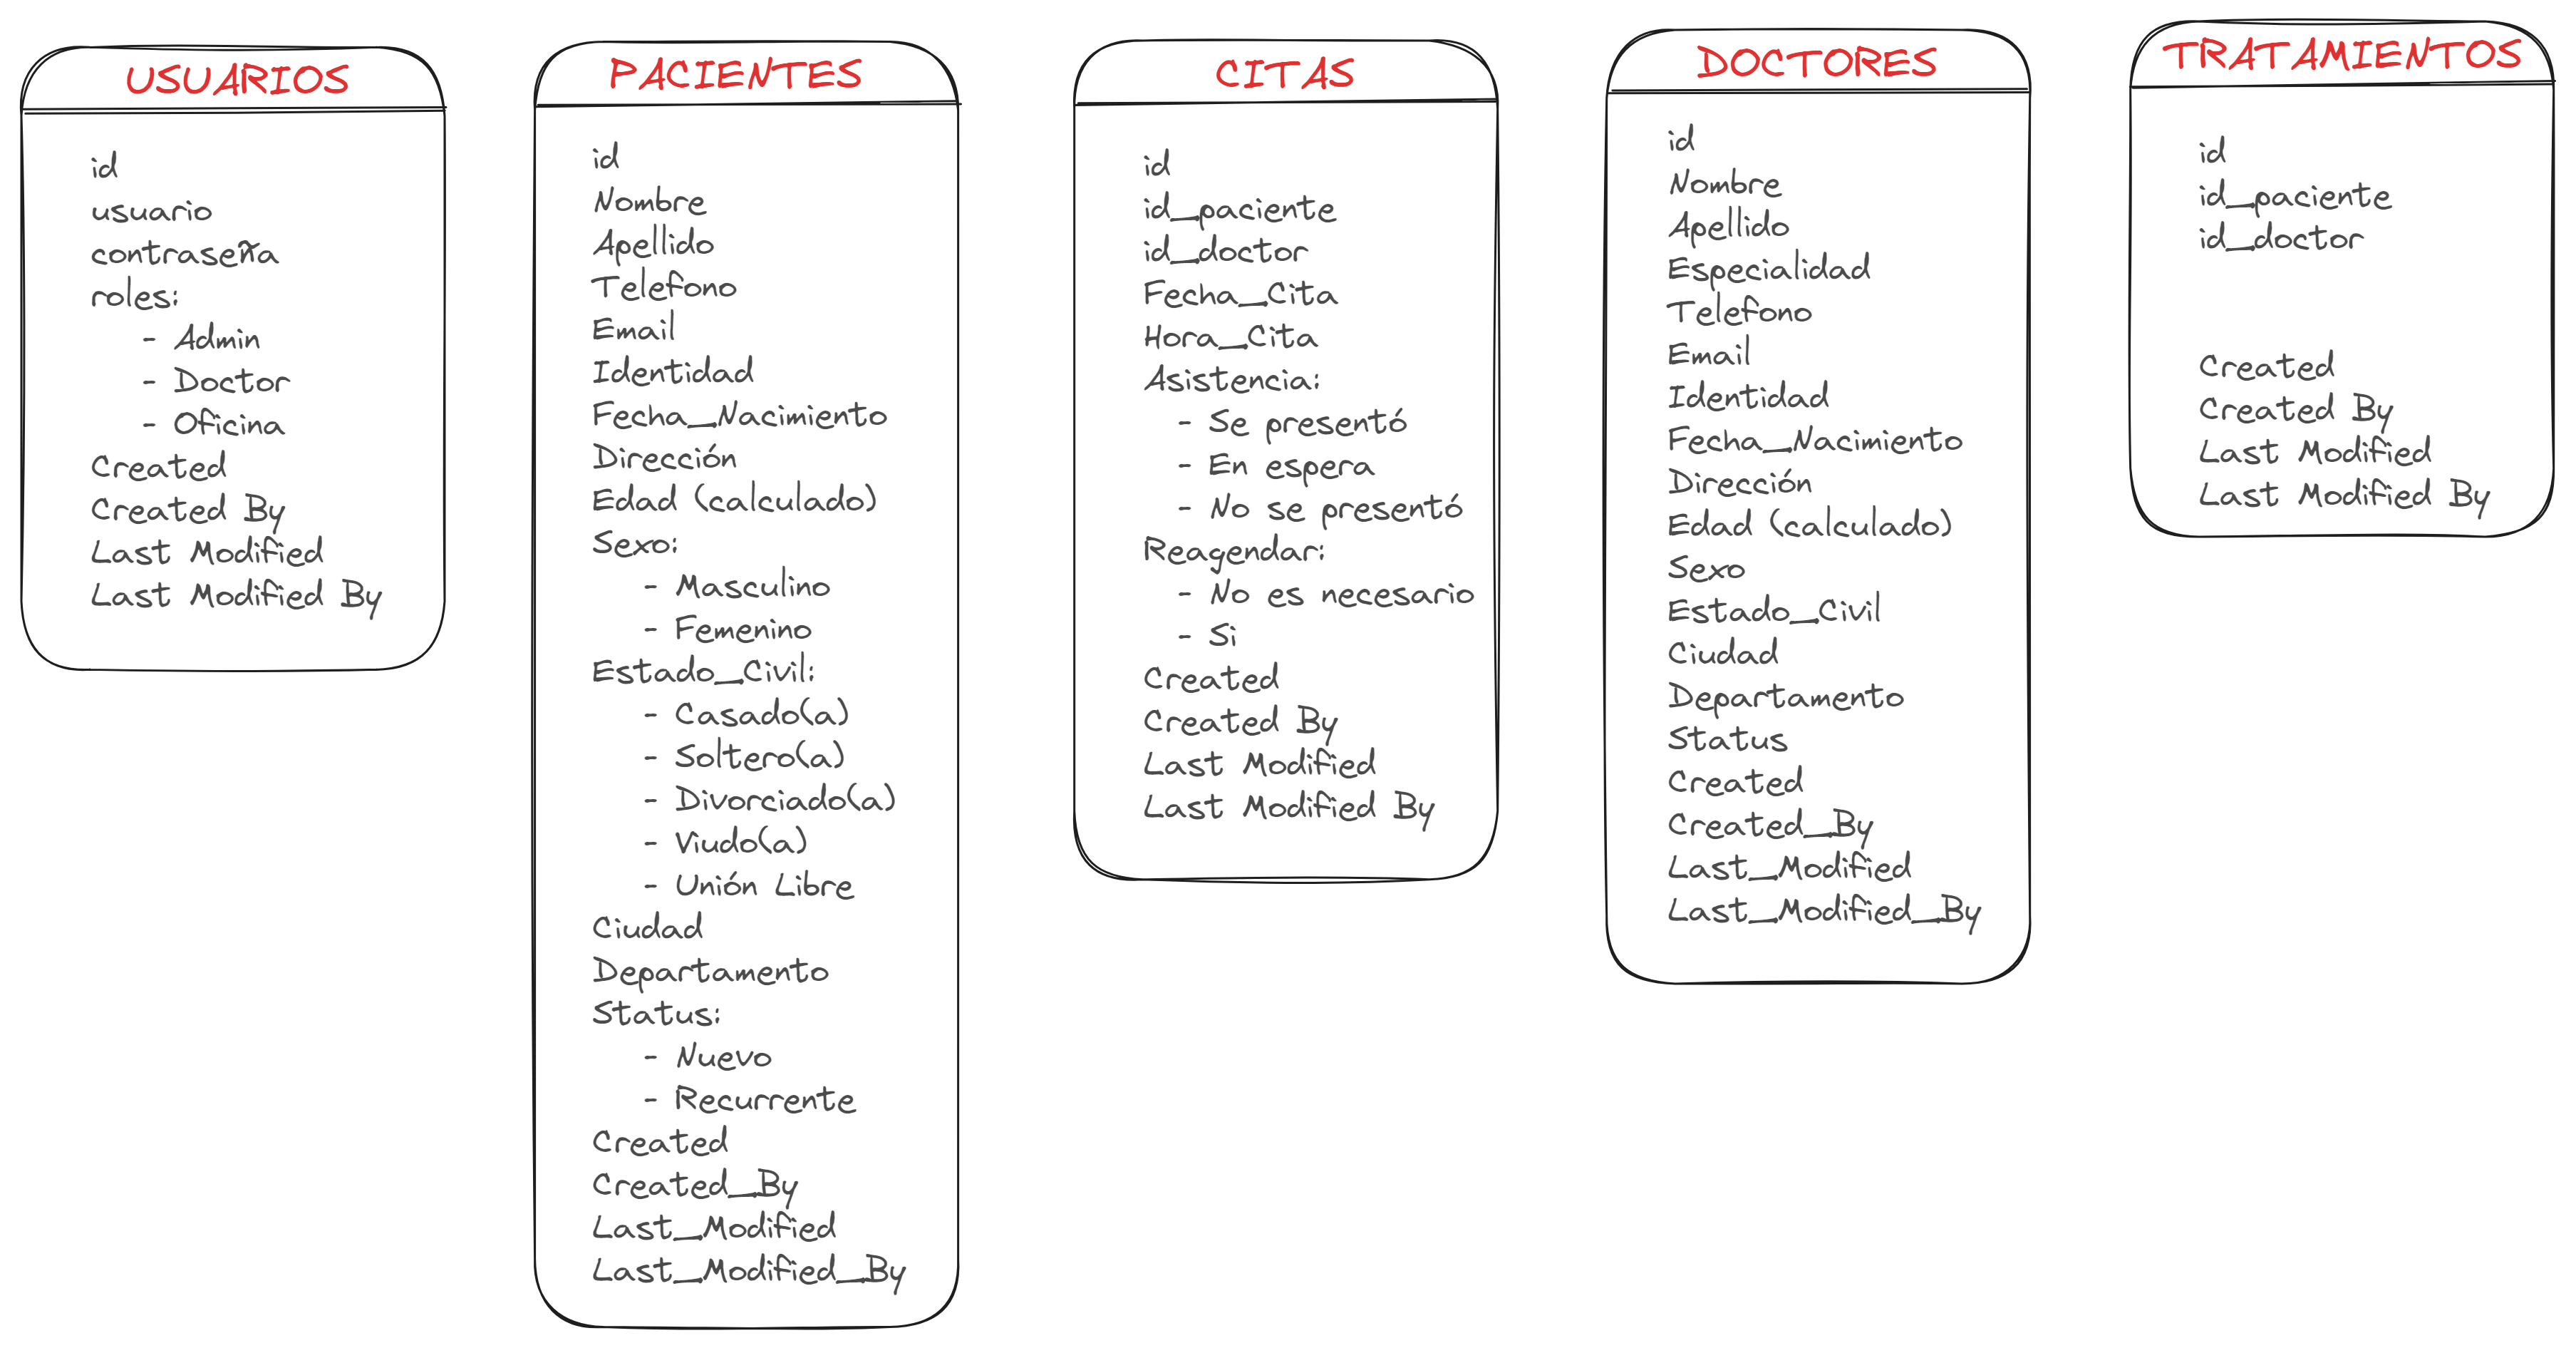 USUARIOS
id
usuario
contraseña
roles:
- Admin
- Doctor
- Oficina
Created
Created By
Last Modified
Last Modified By
PACIENTES
id
Nombre
Apellido
Telefono
Email
Identidad
Fecha_Nacimiento
Dirección
Edad (calculado)
Sexo:
- Masculino
- Femenino
Estado_Civil:
- Casado(a)
- Soltero(a)
- Divorciado(a)
- Viudo(a)
- Unión Libre
Ciudad
Departamento
Status:
- Nuevo
- Recurrente
Created
Created_By
Last_Modified
Last_Modified_By
CITAS
id
id_paciente
id_doctor
Fecha_Cita
Hora_Cita
Asistencia:
- Se presentó
- En espera
- No se presentó
Reagendar:
- No es necesario
- Si
Created
Created By
Last Modified
Last Modified By
DOCTORES
id
Nombre
Apellido
Especialidad
Telefono
Email
Identidad
Fecha_Nacimiento
Dirección
Edad (calculado)
Sexo
Estado_Civil
Ciudad
Departamento
Status
Created
Created_By
Last_Modified
Last_Modified_By
TRATAMIENTOS
id
id_paciente
id_doctor
Created
Created By
Last Modified
Last Modified By